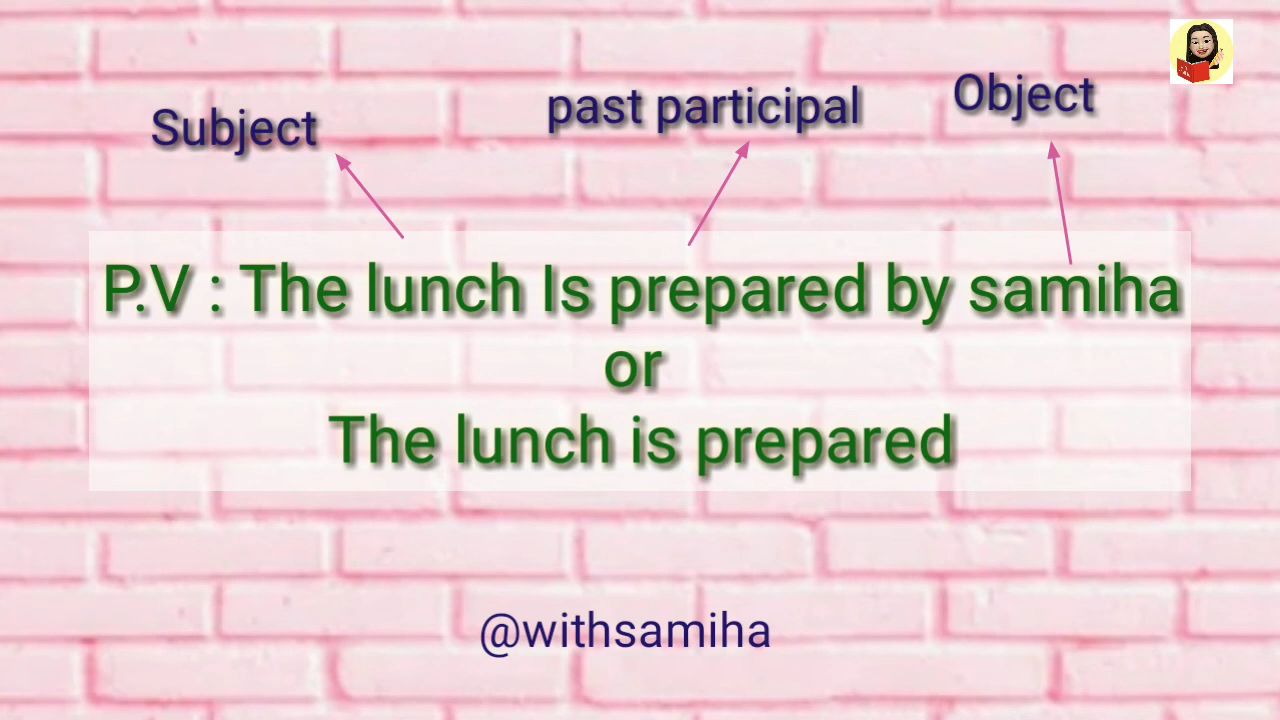 Subject
past participal
Object
P.V : The lunch Is prepared by samiha
or
The lunch is prepared
@withsamiha